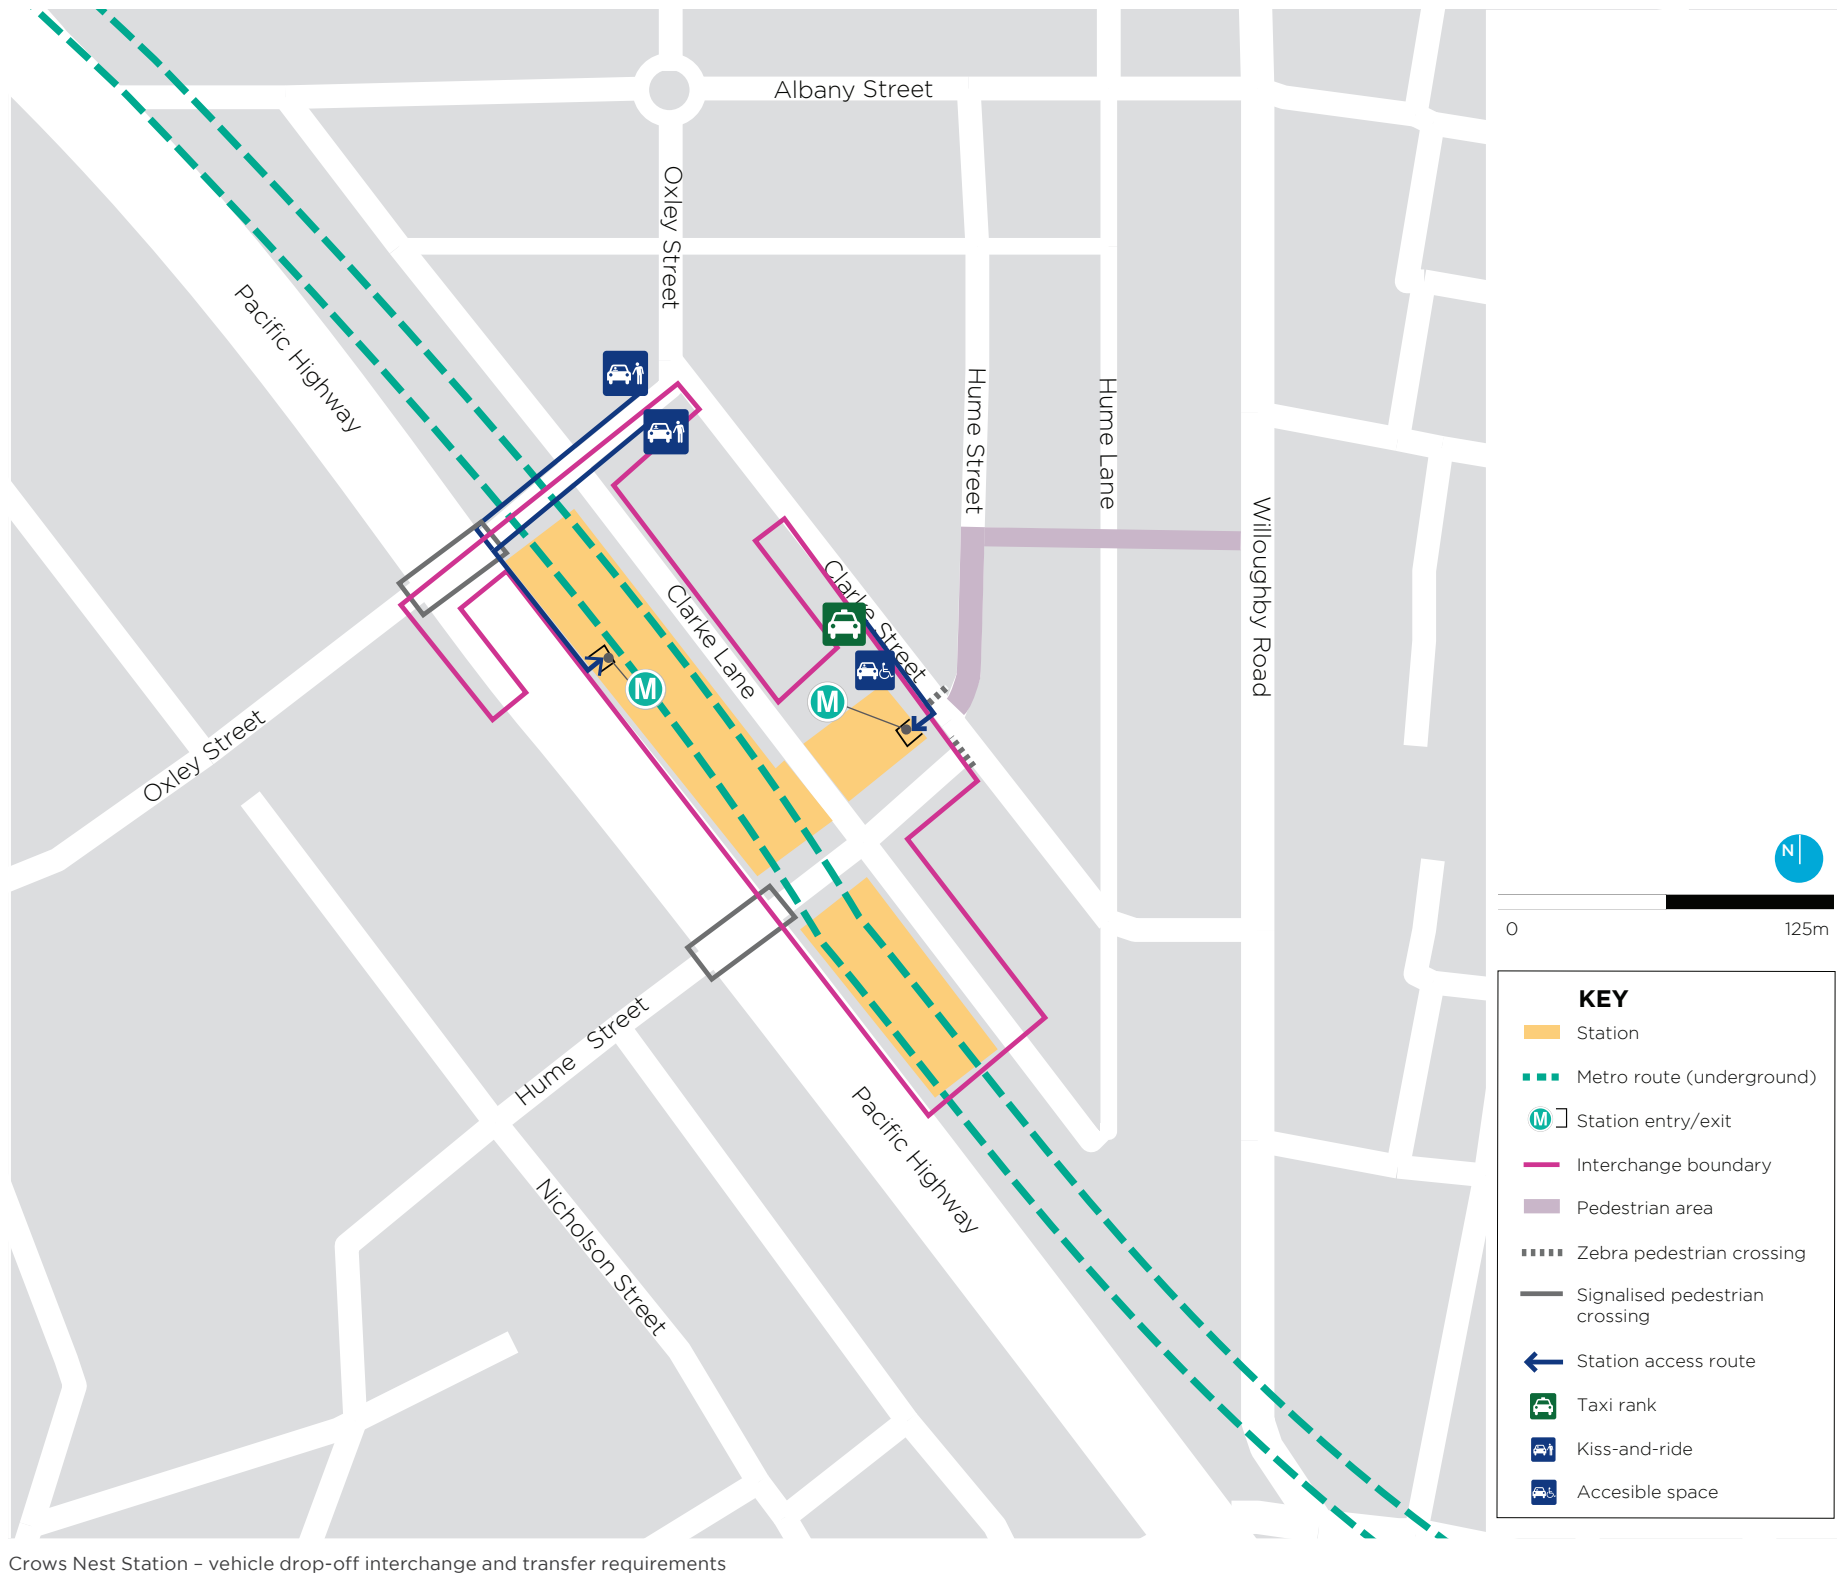 Albany Street
Oxley Street
Pacific Highway
Hume Street
Hume Lane
Willoughby Road
Clarke Street
Clarke Lane
M
M
Oxley Street
Hume Street
Pacific Highway
Nicholson Street
N
0 125m
KEY
Station
Metro route (underground)
M Station entry/exit
Interchange boundary
Pedestrian area
Zebra pedestrian crossing
Signalised pedestrian
crossing
Station access route
Taxi rank
Kiss-and-ride
Accesible space
Crows Nest Station – vehicle drop-off interchange and transfer requirements